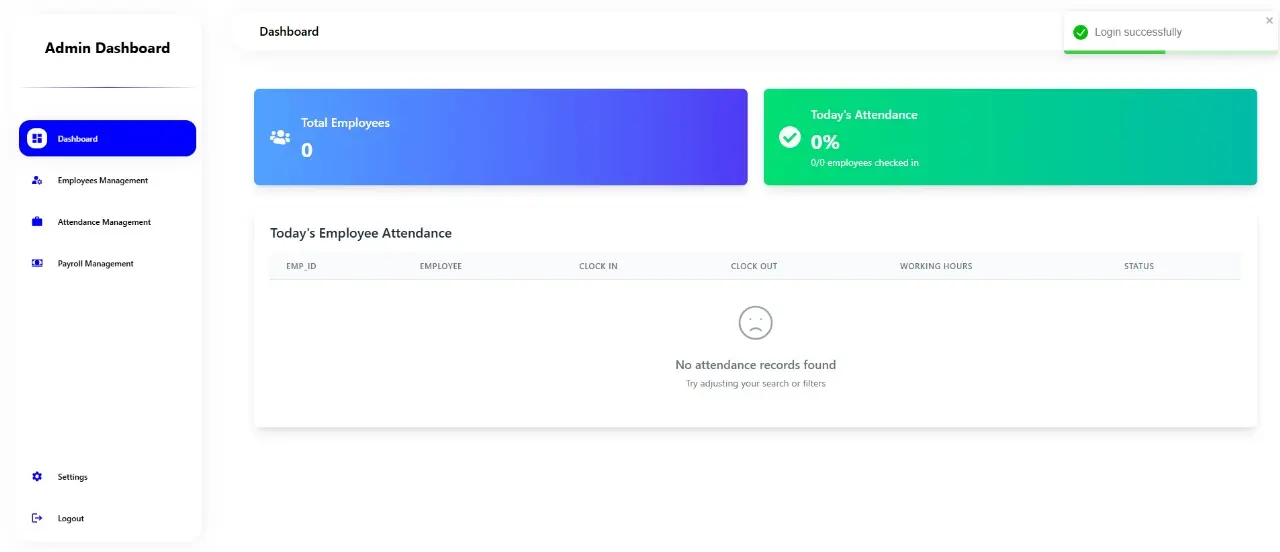 Admin Dashboard
Dashboard
Employees Management
Attendance Management
Payroll Management
Settings
Logout
Dashboard
Login successfully
Total Employees
0
Today's Attendance
0%
0/0 employees checked in
Today's Employee Attendance
EMP_ID EMPLOYEE CLOCK IN CLOCK OUT WORKING HOURS STATUS
No attendance records found
Try adjusting your search or filters